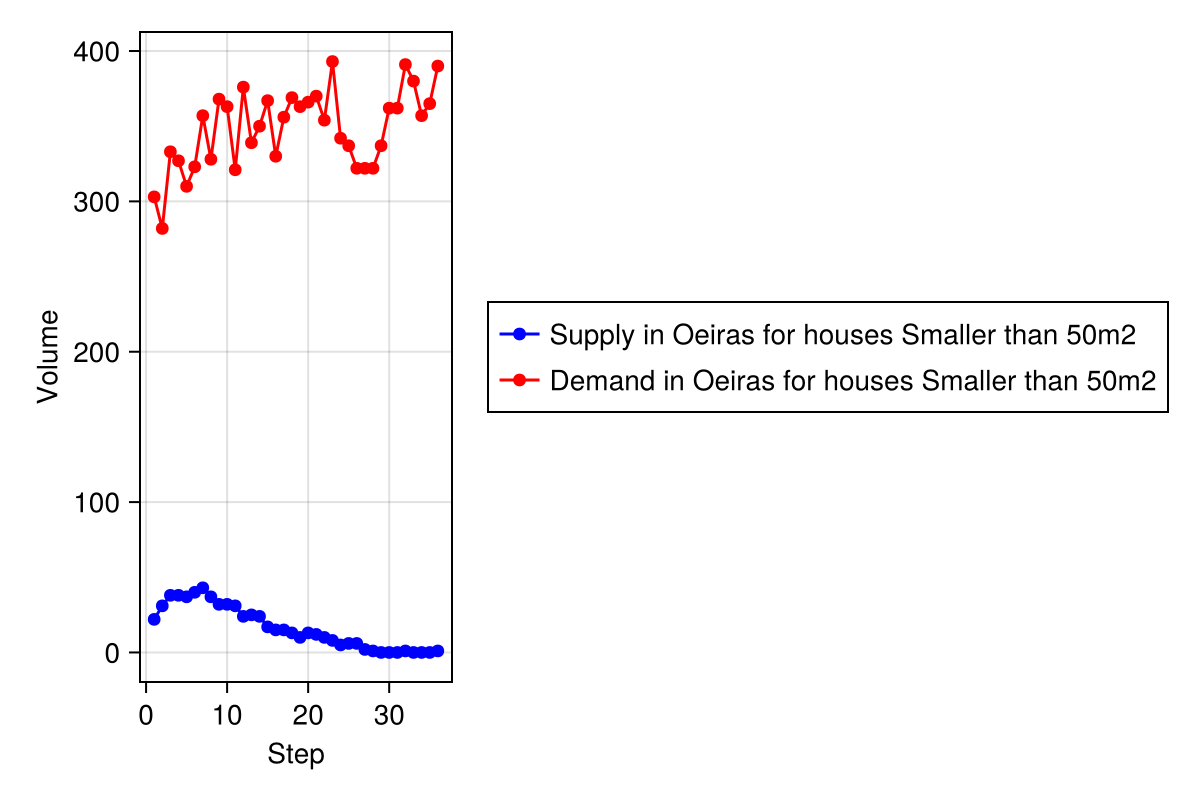 400
300
200
100
0
Volume
0 10 20 30
Step
Supply in Oeiras for houses Smaller than 50m2
Demand in Oeiras for houses Smaller than 50m2